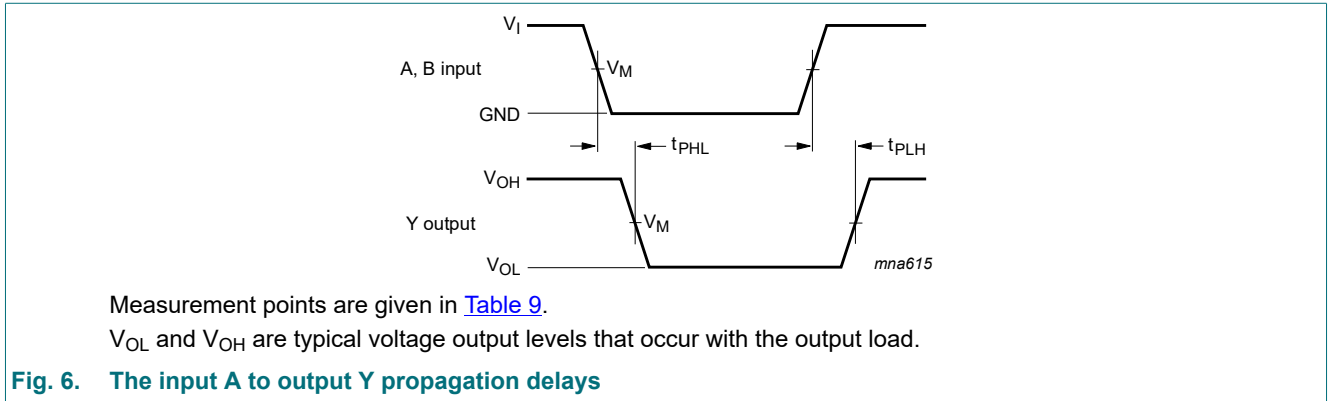 VI
A, B input
VM
GND
tPHL
tPLH
VOH
Y output
VM
VOL
mna615
Measurement points are given in Table 9.
VOL and VOH are typical voltage output levels that occur with the output load.
Fig. 6. The input A to output Y propagation delays